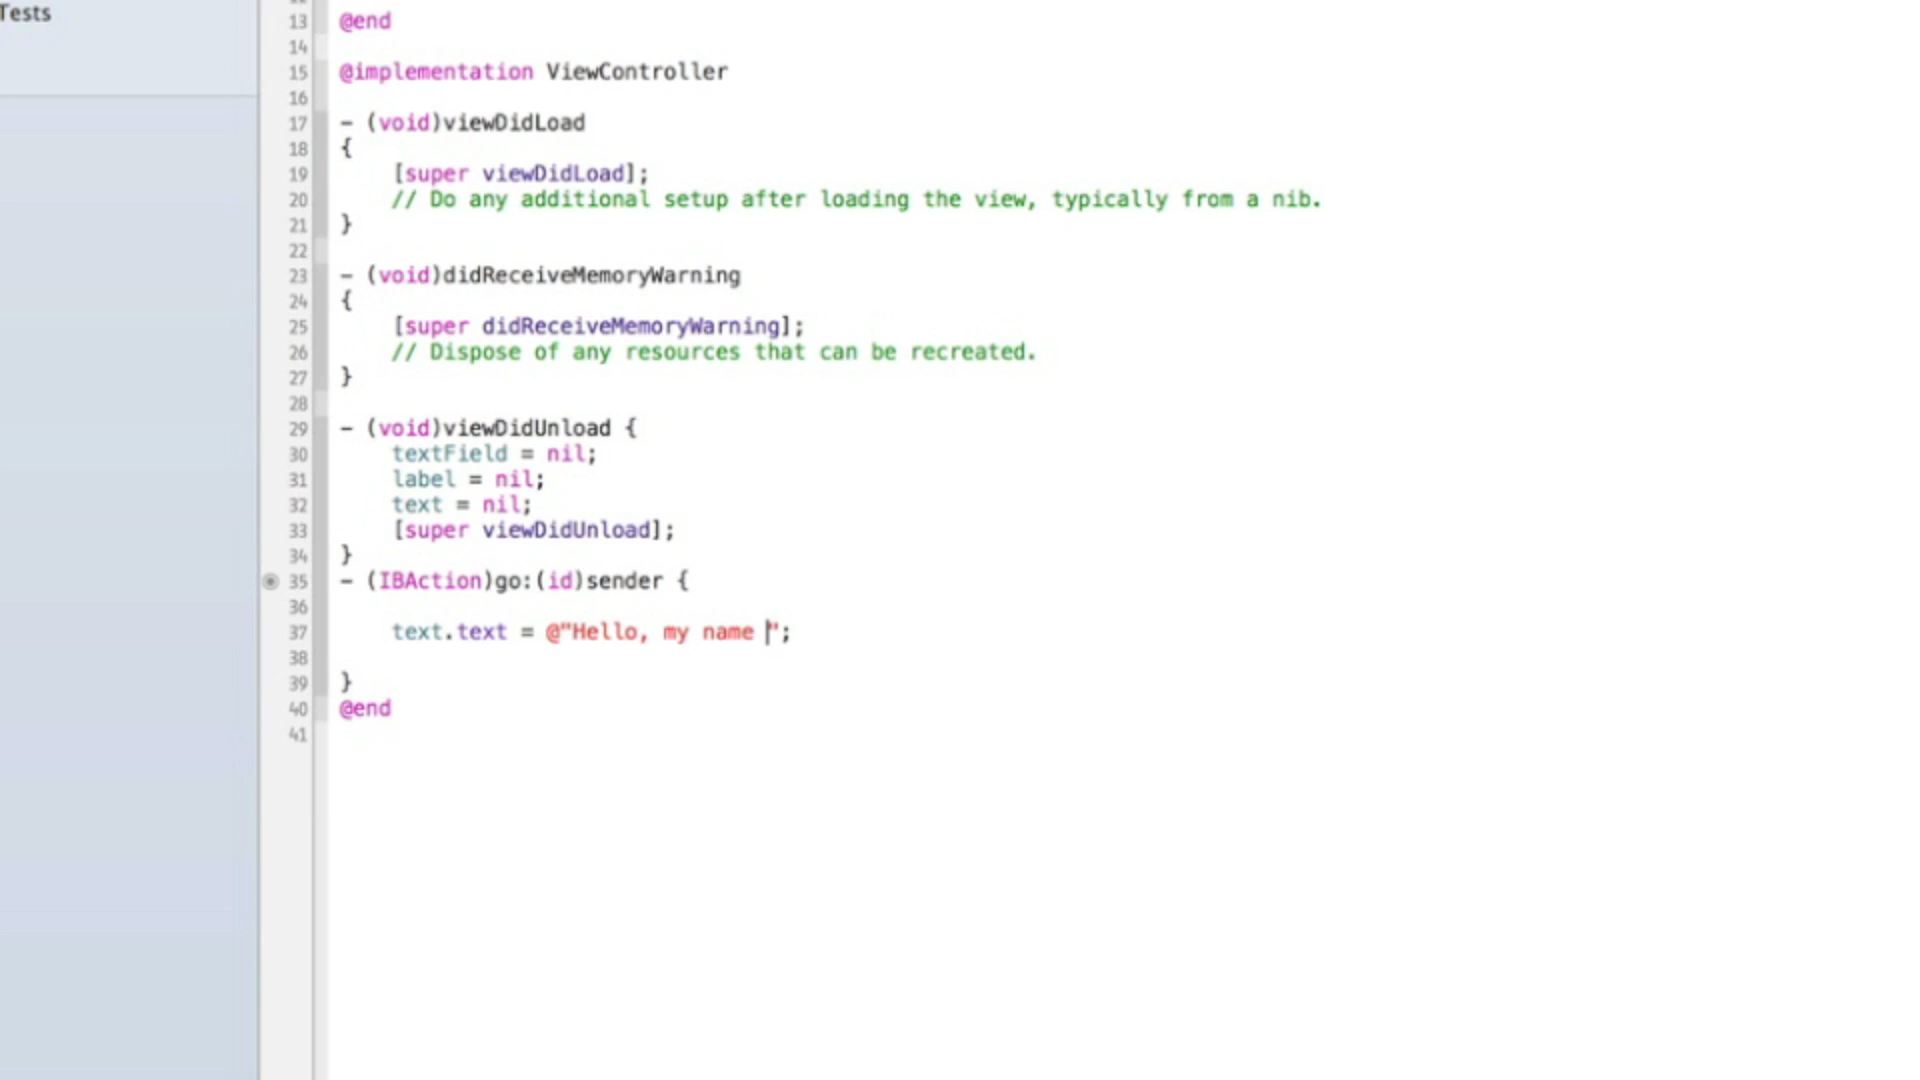 Tests
13 @end
14
15 @implementation ViewController
16
17 - (void)viewDidLoad
18 {
19     [super viewDidLoad];
20     // Do any additional setup after loading the view, typically from a nib.
21 }
22
23 - (void)didReceiveMemoryWarning
24 {
25     [super didReceiveMemoryWarning];
26     // Dispose of any resources that can be recreated.
27 }
28
29 - (void)viewDidUnload {
30     textField = nil;
31     label = nil;
32     text = nil;
33     [super viewDidUnload];
34 }
35 - (IBAction)go:(id)sender {
36
37     text.text = @"Hello, my name ";
38
39 }
40 @end
41